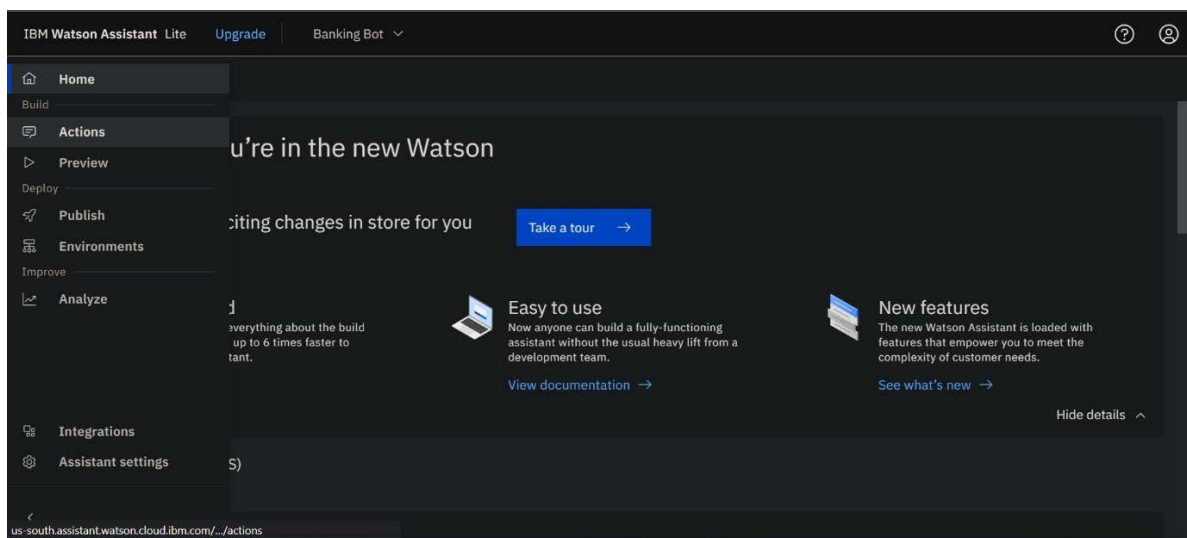 IBM Watson Assistant Lite Upgrade Banking Bot
Home
Build
Actions
Preview
Deploy
Publish
Environments
Improve
Analyze
Integrations
Assistant settings
u're in the new Watson
citing changes in store for you
Take a tour
d
everything about the build
up to 6 times faster to
tant.
Easy to use
Now anyone can build a fully-functioning
assistant without the usual heavy lift from a
development team.
View documentation
New features
The new Watson Assistant is loaded with
features that empower you to meet the
complexity of customer needs.
See what's new
Hide details
S)
us-south.assistant.watson.cloud.ibm.com/.../actions